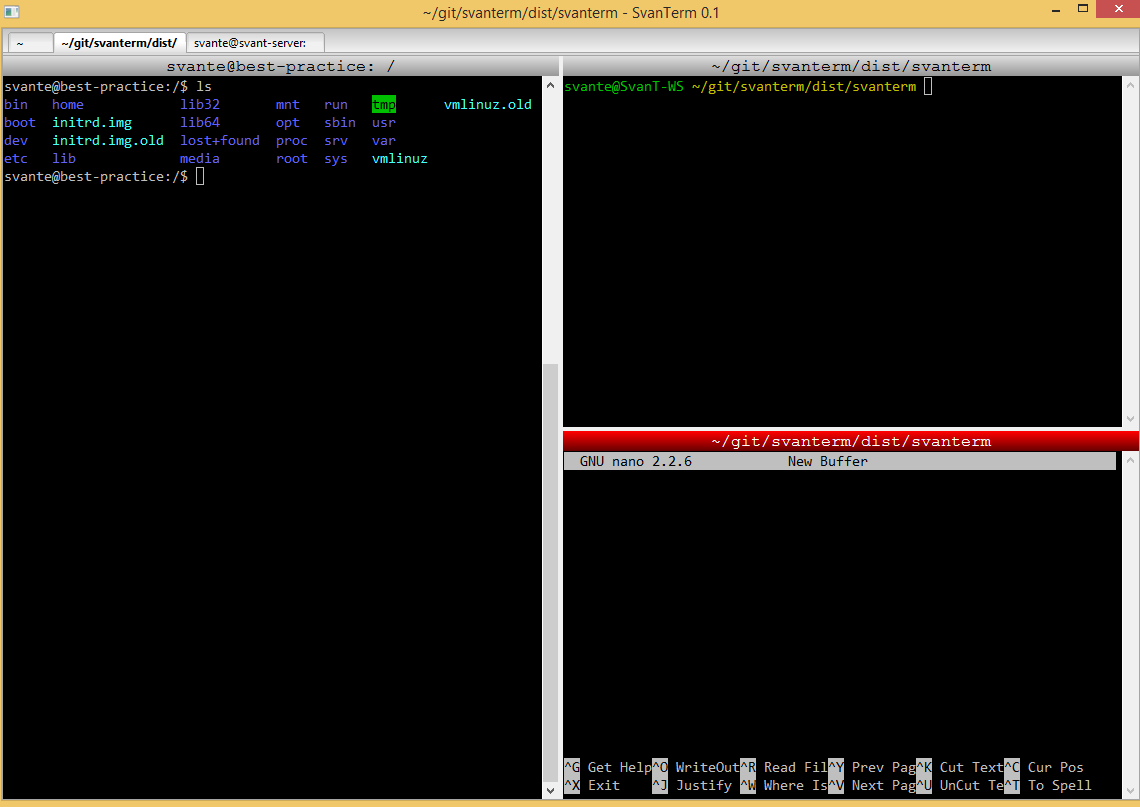 ~/git/svanterm/dist/svanterm - SvanTerm 0.1
~ ~/git/svanterm/dist/ svante@svant-server:
svante@best-practice: /
svante@best-practice:/$ ls
bin home lib32 mnt run tmp vmlinuz.old
boot initrd.img lib64 opt sbin usr
dev initrd.img.old lost+found proc srv var
etc lib media root sys vmlinuz
svante@best-practice:/$
~/git/svanterm/dist/svanterm
svante@SvanT-WS ~/git/svanterm/dist/svanterm
~/git/svanterm/dist/svanterm
GNU nano 2.2.6 New Buffer
^G Get Help^O WriteOut^R Read Fil^Y Prev Pag^K Cut Text^C Cur Pos
^X Exit ^J Justify ^W Where Is^V Next Pag^U UnCut Te^T To Spell